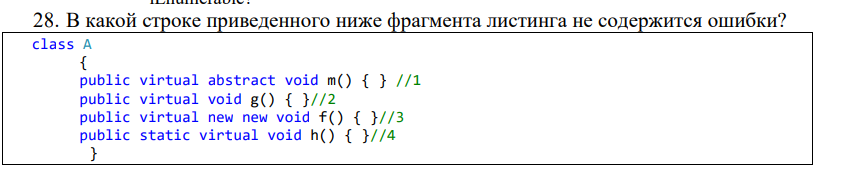 28. В какой строке приведенного ниже фрагмента листинга не содержится ошибки?
class A
{
public virtual abstract void m() { } //1
public virtual void g() { }//2
public virtual new new void f() { }//3
public static virtual void h() { }//4
}